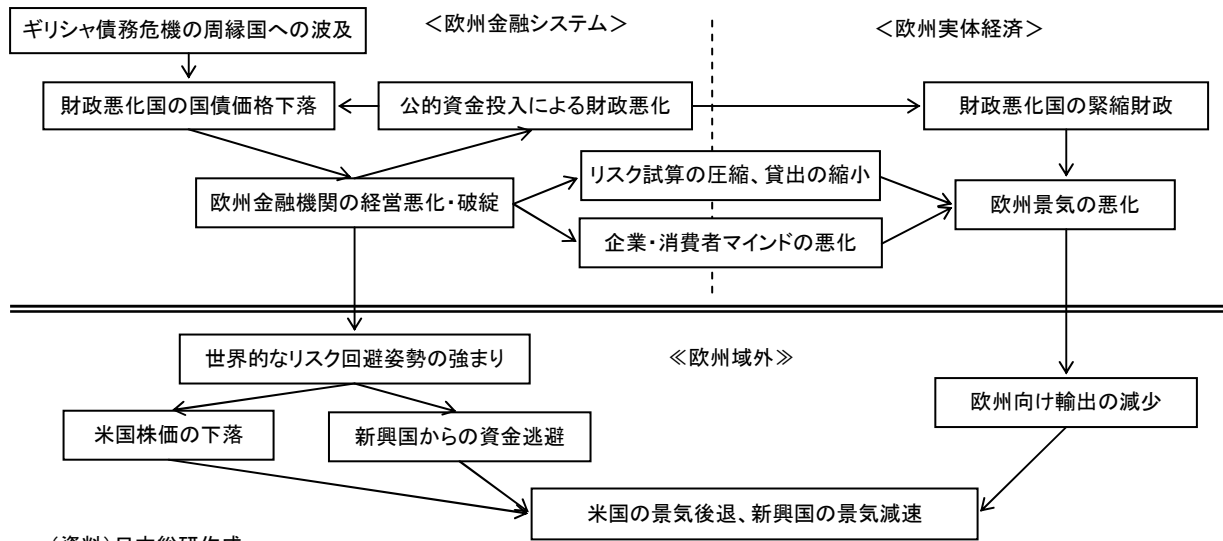 ギリシャ債務危機の周縁国への波及
＜欧州金融システム＞
＜欧州実体経済＞
財政悪化国の国債価格下落
公的資金投入による財政悪化
財政悪化国の緊縮財政
リスク試算の圧縮、貸出の縮小
欧州金融機関の経営悪化・破綻
欧州景気の悪化
企業・消費者マインドの悪化
世界的なリスク回避姿勢の強まり
≪欧州域外≫
欧州向け輸出の減少
米国株価の下落
新興国からの資金逃避
米国の景気後退、新興国の景気減速